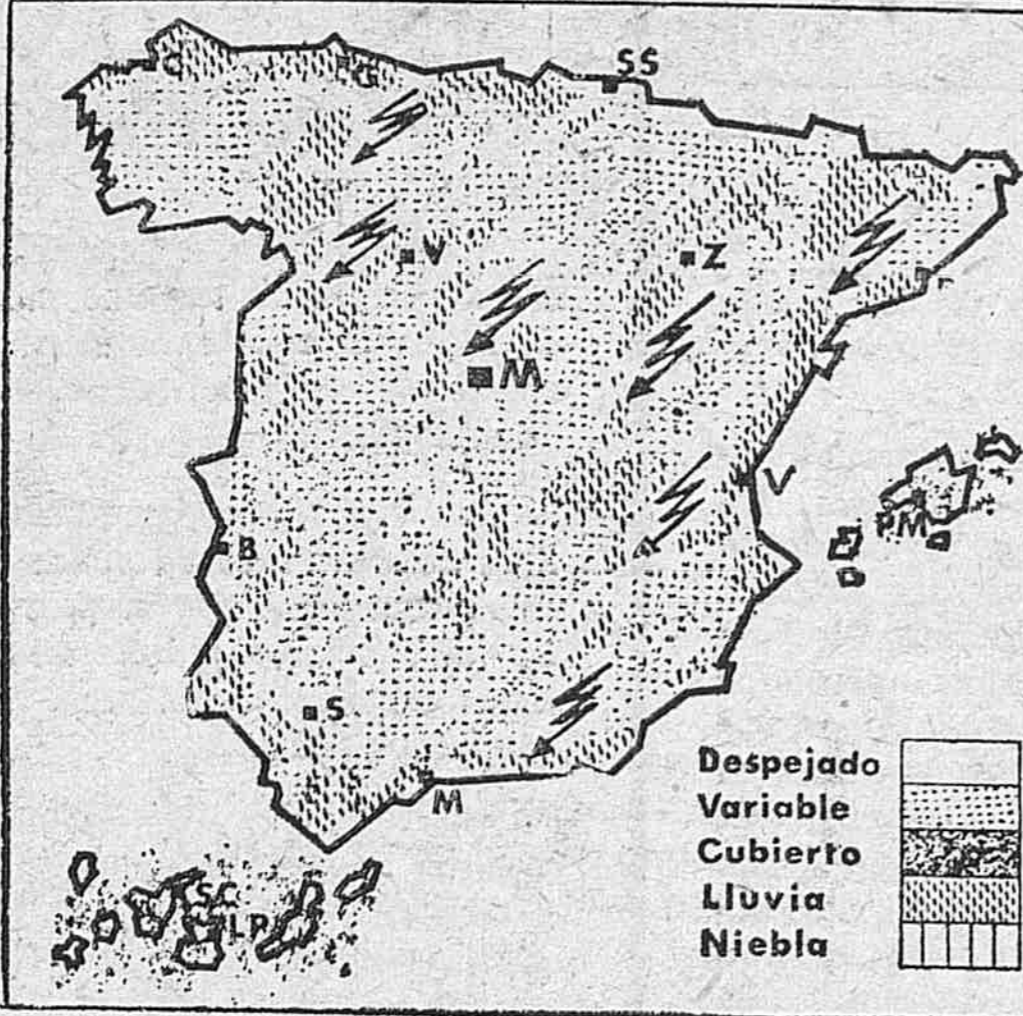 C
G
SS
V
Z
M
V
PM
B
S
M
SC
LP
Despejado
Variable
Cubierto
Lluvia
Niebla